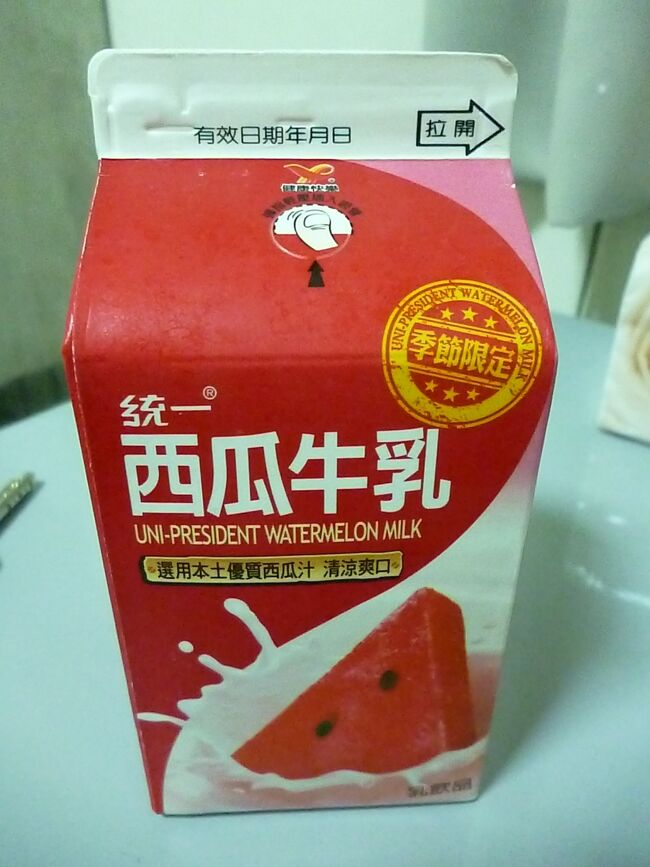 有效日期年月日
拉開
健康快樂
UNI-PRESIDENT WATERMELON MILK
季節限定
統一®
西瓜牛乳
UNI-PRESIDENT WATERMELON MILK
選用本土優質西瓜汁 清涼爽口
乳飲品